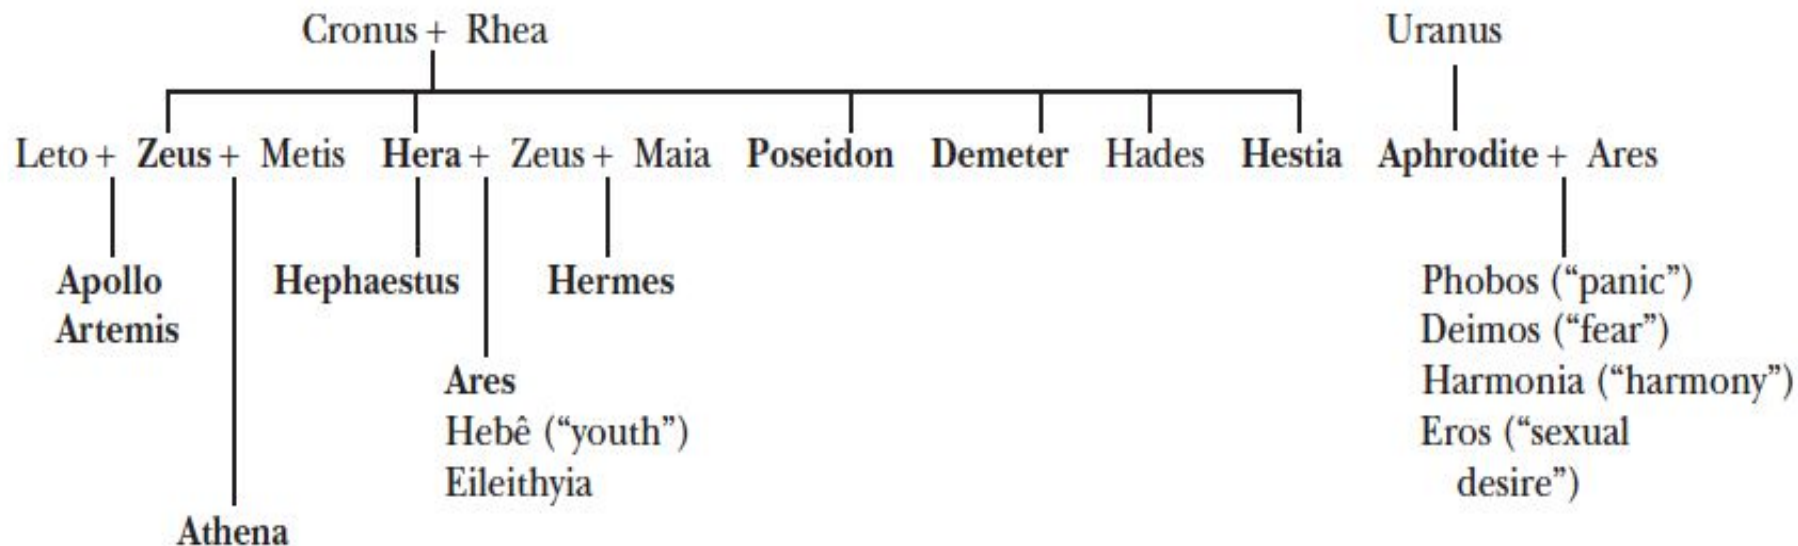 Cronus + Rhea Uranus
Leto + Zeus + Metis Hera + Zeus + Maia Poseidon Demeter Hades Hestia Aphrodite + Ares
Apollo Hephaestus Hermes Phobos (“panic”)
Artemis Deimos (“fear”)
Ares Harmonia (“harmony”)
Hebê (“youth”) Eros (“sexual
Eileithyia desire”)
Athena